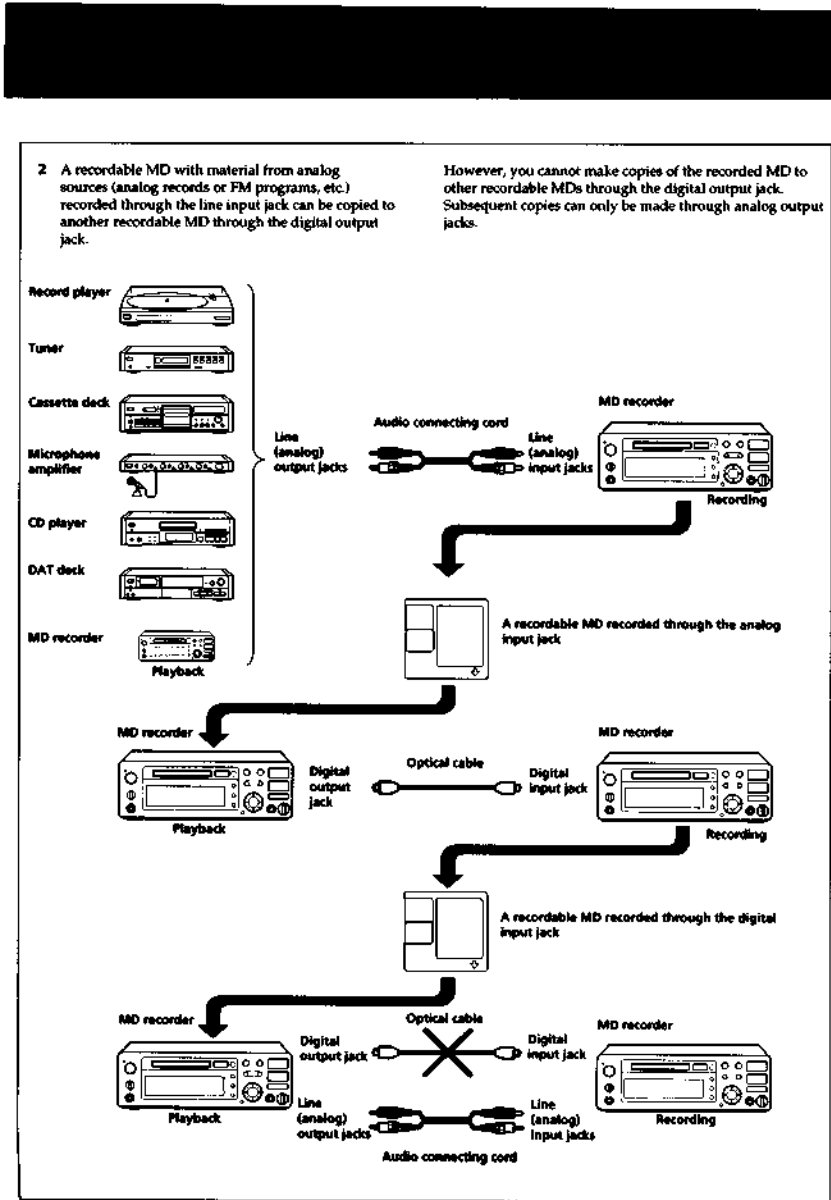 2 A recordable MD with material from analog
sources (analog records or FM programs, etc.)
recorded through the line input jack can be copied to
another recordable MD through the digital output
jack.
However, you cannot make copies of the recorded MD to
other recordable MDs through the digital output jack.
Subsequent copies can only be made through analog output
jacks.
Record player
Tuner
Cassette deck
Microphone
amplifier
CD player
DAT deck
MD recorder
Playback
Line
(analog)
output jacks
Audio connecting cord
Line
(analog)
input jacks
MD recorder
Recording
A recordable MD recorded through the analog
input jack
MD recorder
Playback
Digital
output
jack
Optical cable
Digital
input jack
MD recorder
Recording
A recordable MD recorded through the digital
input jack
MD recorder
Playback
Digital
output jack
Optical cable
Digital
input jack
Line
(analog)
output jacks
Audio connecting cord
Line
(analog)
input jacks
MD recorder
Recording